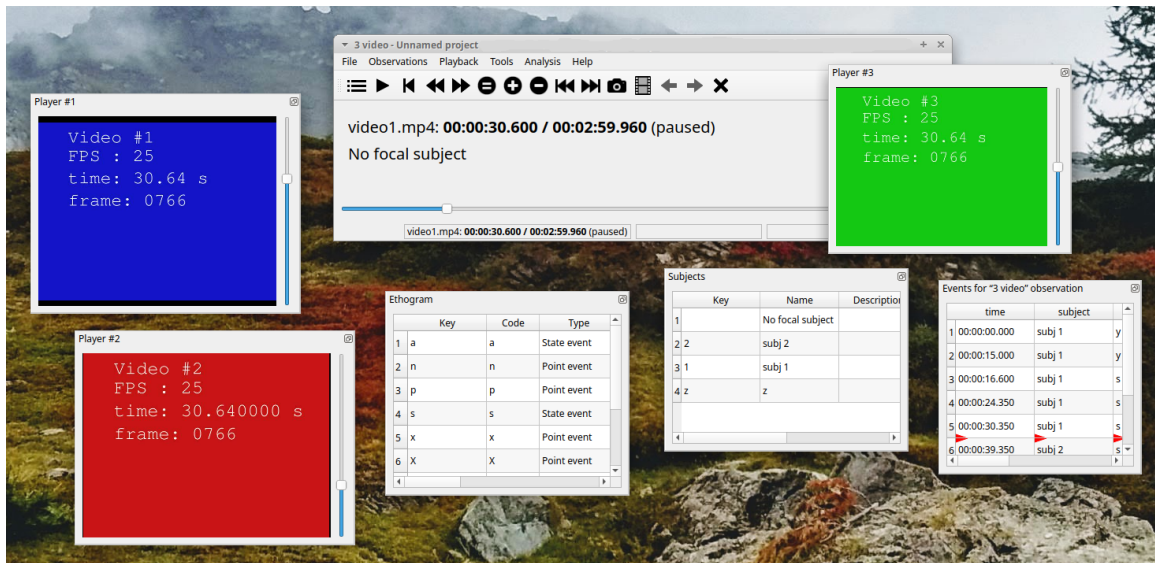 3 video - Unnamed project
File Observations Playback Tools Analysis Help
video1.mp4: 00:00:30.600 / 00:02:59.960 (paused)
No focal subject
video1.mp4: 00:00:30.600 / 00:02:59.960 (paused)
Player #1
Video #1
FPS : 25
time: 30.64 s
frame: 0766
Player #3
Video #3
FPS : 25
time: 30.64 s
frame: 0766
Player #2
Video #2
FPS : 25
time: 30.640000 s
frame: 0766
Ethogram
Key Code Type
1 a a State event
2 n n Point event
3 p p Point event
4 s s State event
5 x x Point event
6 X X Point event
Subjects
Key Name Description
1 No focal subject
2 2 subj 2
3 1 subj 1
4 z z
Events for "3 video" observation
time subject
1 00:00:00.000 subj 1 y
2 00:00:15.000 subj 1 y
3 00:00:16.600 subj 1 s
4 00:00:24.350 subj 1 s
5 00:00:30.350 subj 1 s
6 00:00:39.350 subj 2 s